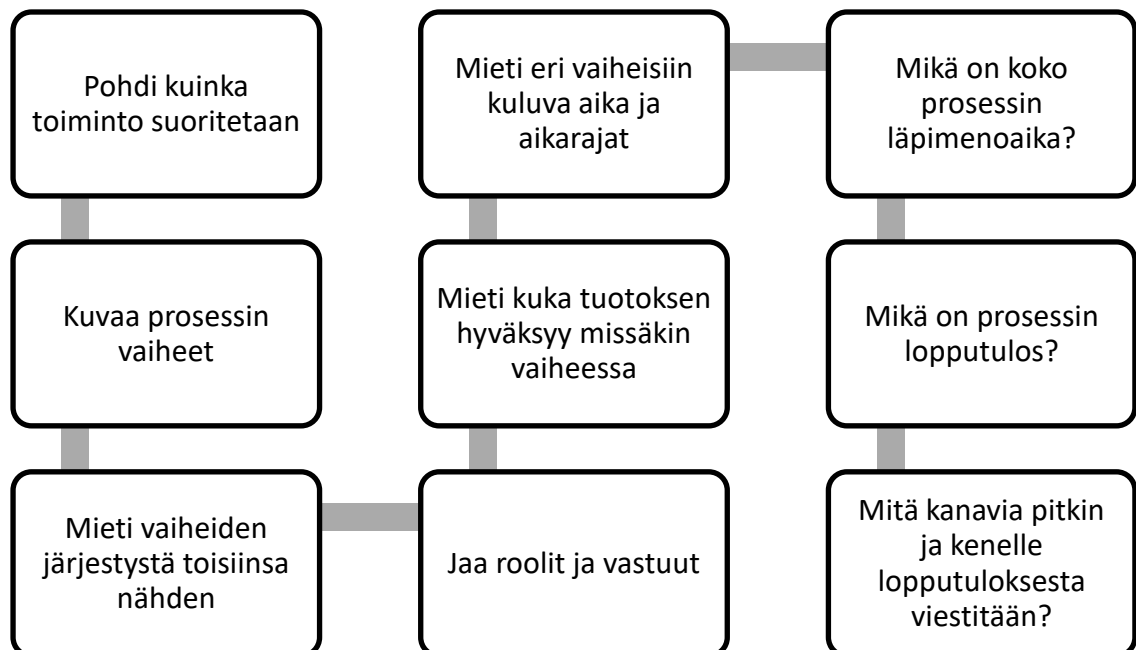 Pohdi kuinka
toiminto suoritetaan
Kuvaa prosessin
vaiheet
Mieti vaiheiden
järjestystä toisiinsa
nähden
Jaa roolit ja vastuut
Mieti kuka tuotoksen
hyväksyy missäkin
vaiheessa
Mieti eri vaiheisiin
kuluva aika ja
aikarajat
Mikä on koko
prosessin
läpimenoaika?
Mikä on prosessin
lopputulos?
Mitä kanavia pitkin
ja kenelle
lopputuloksesta
viestitään?